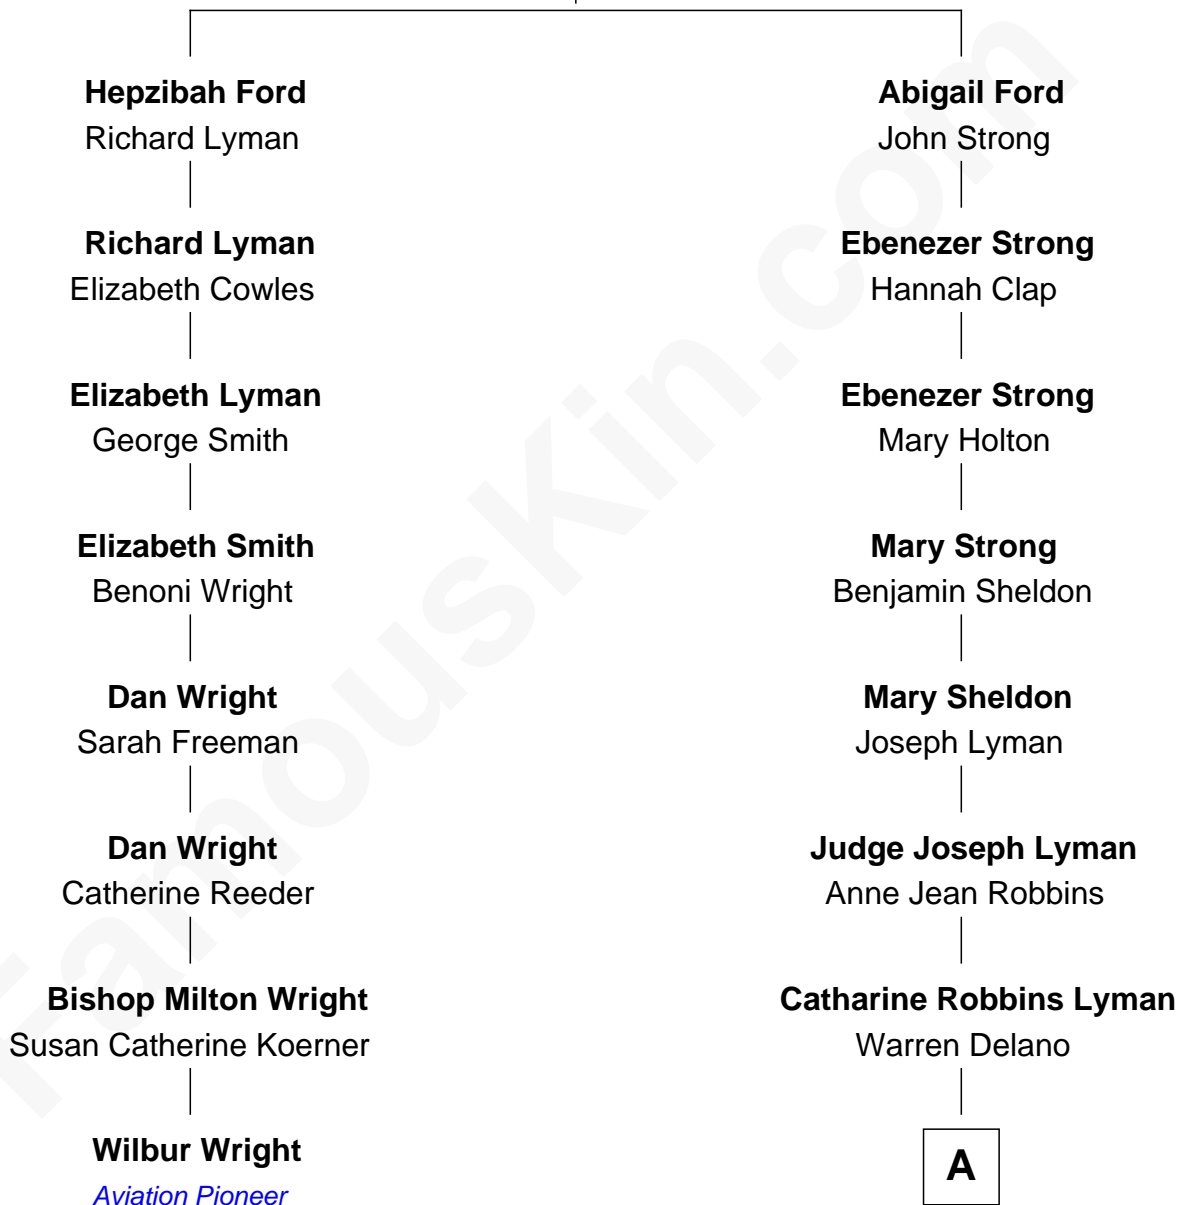 Hepzibah Ford
Richard Lyman
Richard Lyman
Elizabeth Cowles
Elizabeth Lyman
George Smith
Elizabeth Smith
Benoni Wright
Dan Wright
Sarah Freeman
Dan Wright
Catherine Reeder
Bishop Milton Wright
Susan Catherine Koerner
Wilbur Wright
Aviation Pioneer
Abigail Ford
John Strong
Ebenezer Strong
Hannah Clap
Ebenezer Strong
Mary Holton
Mary Strong
Benjamin Sheldon
Mary Sheldon
Joseph Lyman
Judge Joseph Lyman
Anne Jean Robbins
Catharine Robbins Lyman
Warren Delano
A
FamousKin.com